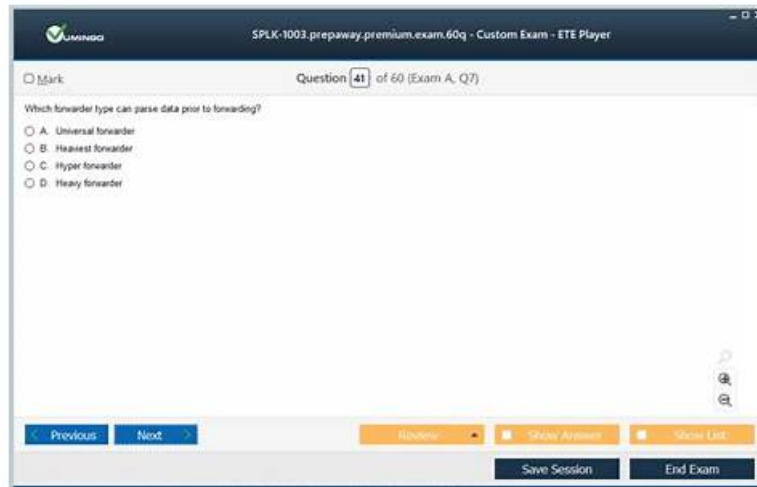 VUMINGO
SPLK-1003.prepaway.premium.exam.60q - Custom Exam - ETE Player
Mark
Question 41 of 60 (Exam A, Q7)
Which forwarder type can parse data prior to forwarding?
A. Universal forwarder
B. Heaviest forwarder
C. Hyper forwarder
D. Heavy forwarder
Previous Next Review Show Answer Show List
Save Session End Exam